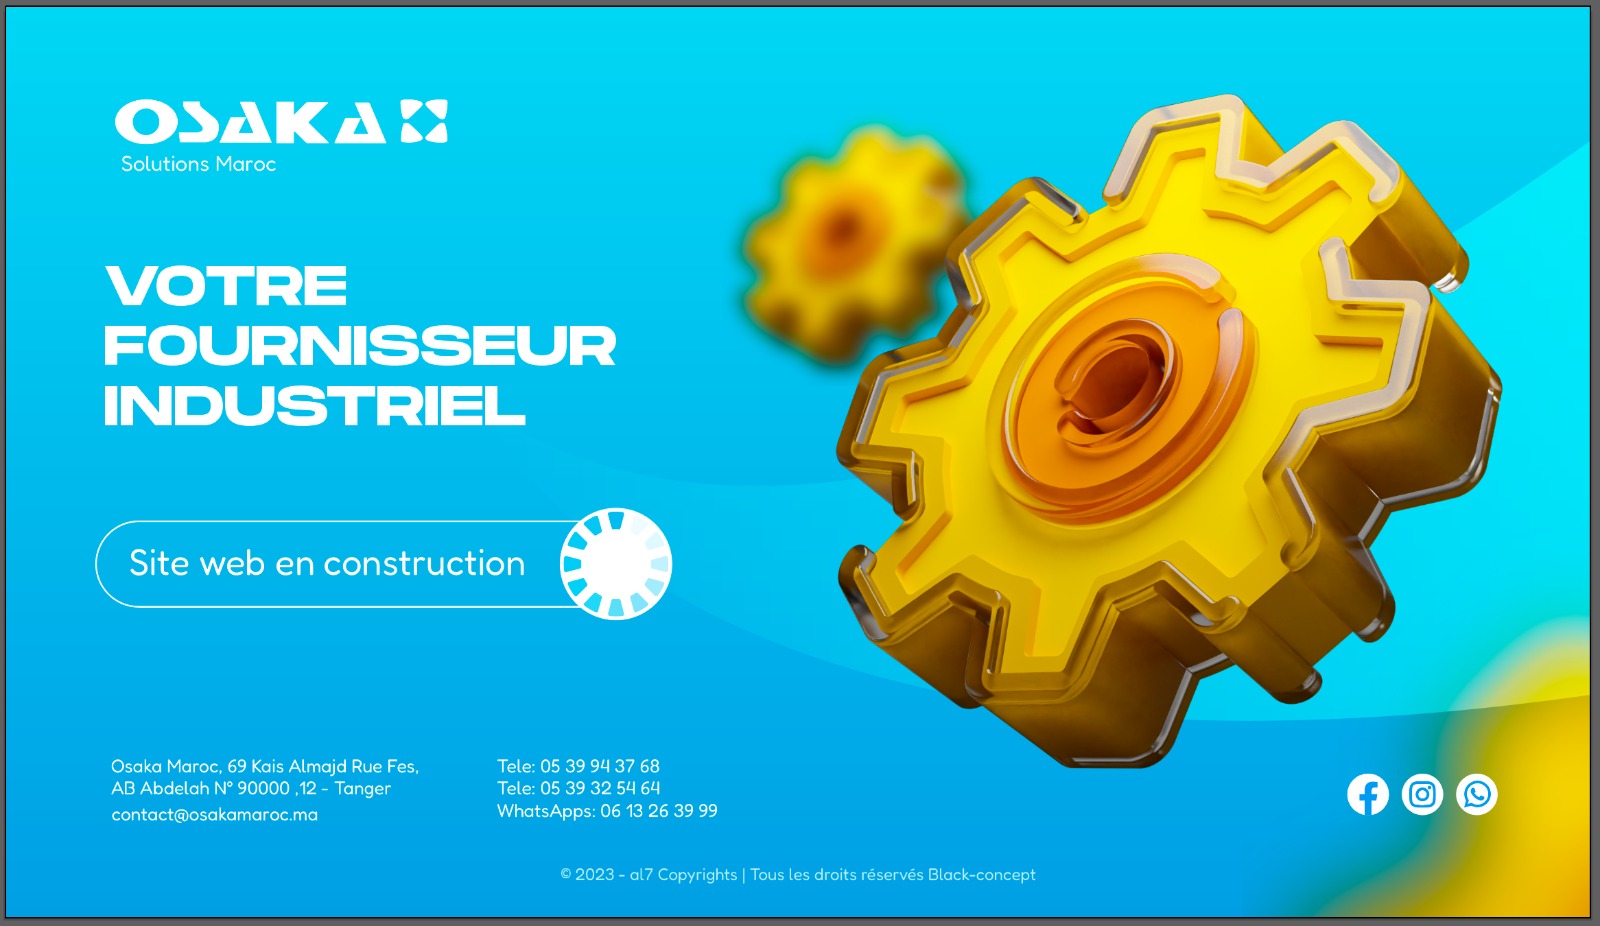 OSAKA
Solutions Maroc
VOTRE
FOURNISSEUR
INDUSTRIEL
Site web en construction
Osaka Maroc, 69 Kais Almajd Rue Fes,
AB Abdelah N° 90000 ,12 - Tanger
contact@osakamaroc.ma
Tele: 05 39 94 37 68
Tele: 05 39 32 54 64
WhatsApps: 06 13 26 39 99
© 2023 - al7 Copyrights | Tous les droits réservés Black-concept